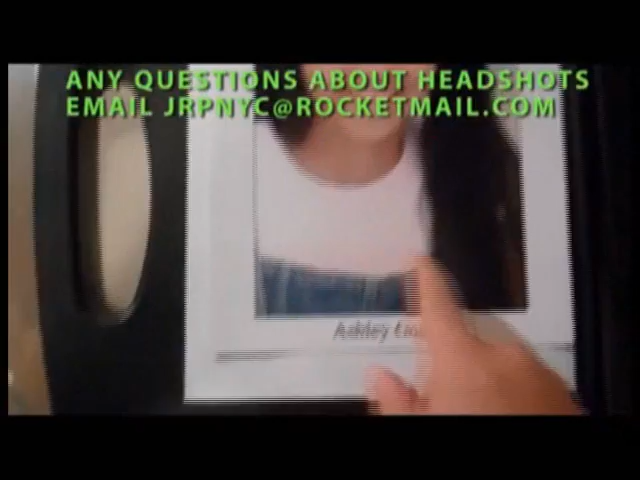 ANY QUESTIONS ABOUT HEADSHOTS
EMAIL JRPNYC@ROCKETMAIL.COM